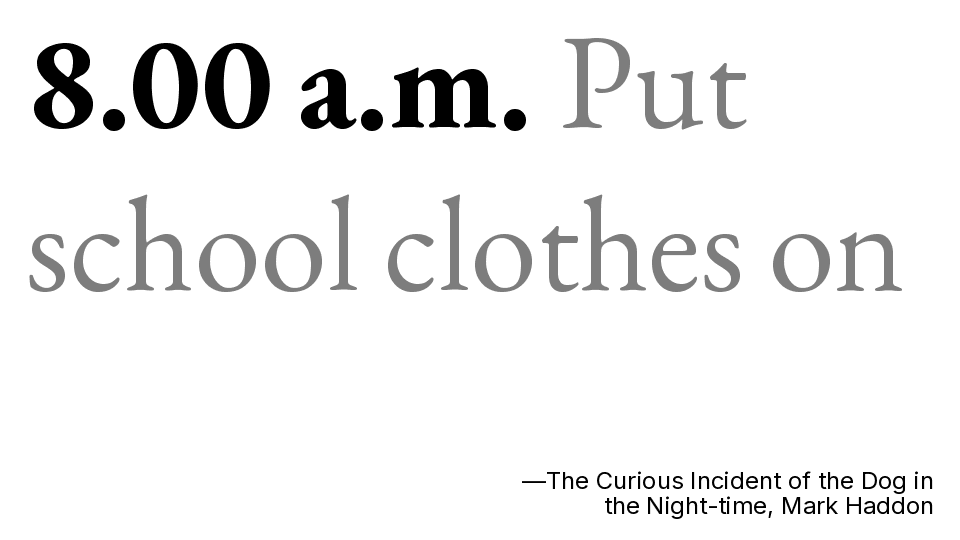 8.00 a.m. Put
school clothes on
—The Curious Incident of the Dog in
the Night-time, Mark Haddon